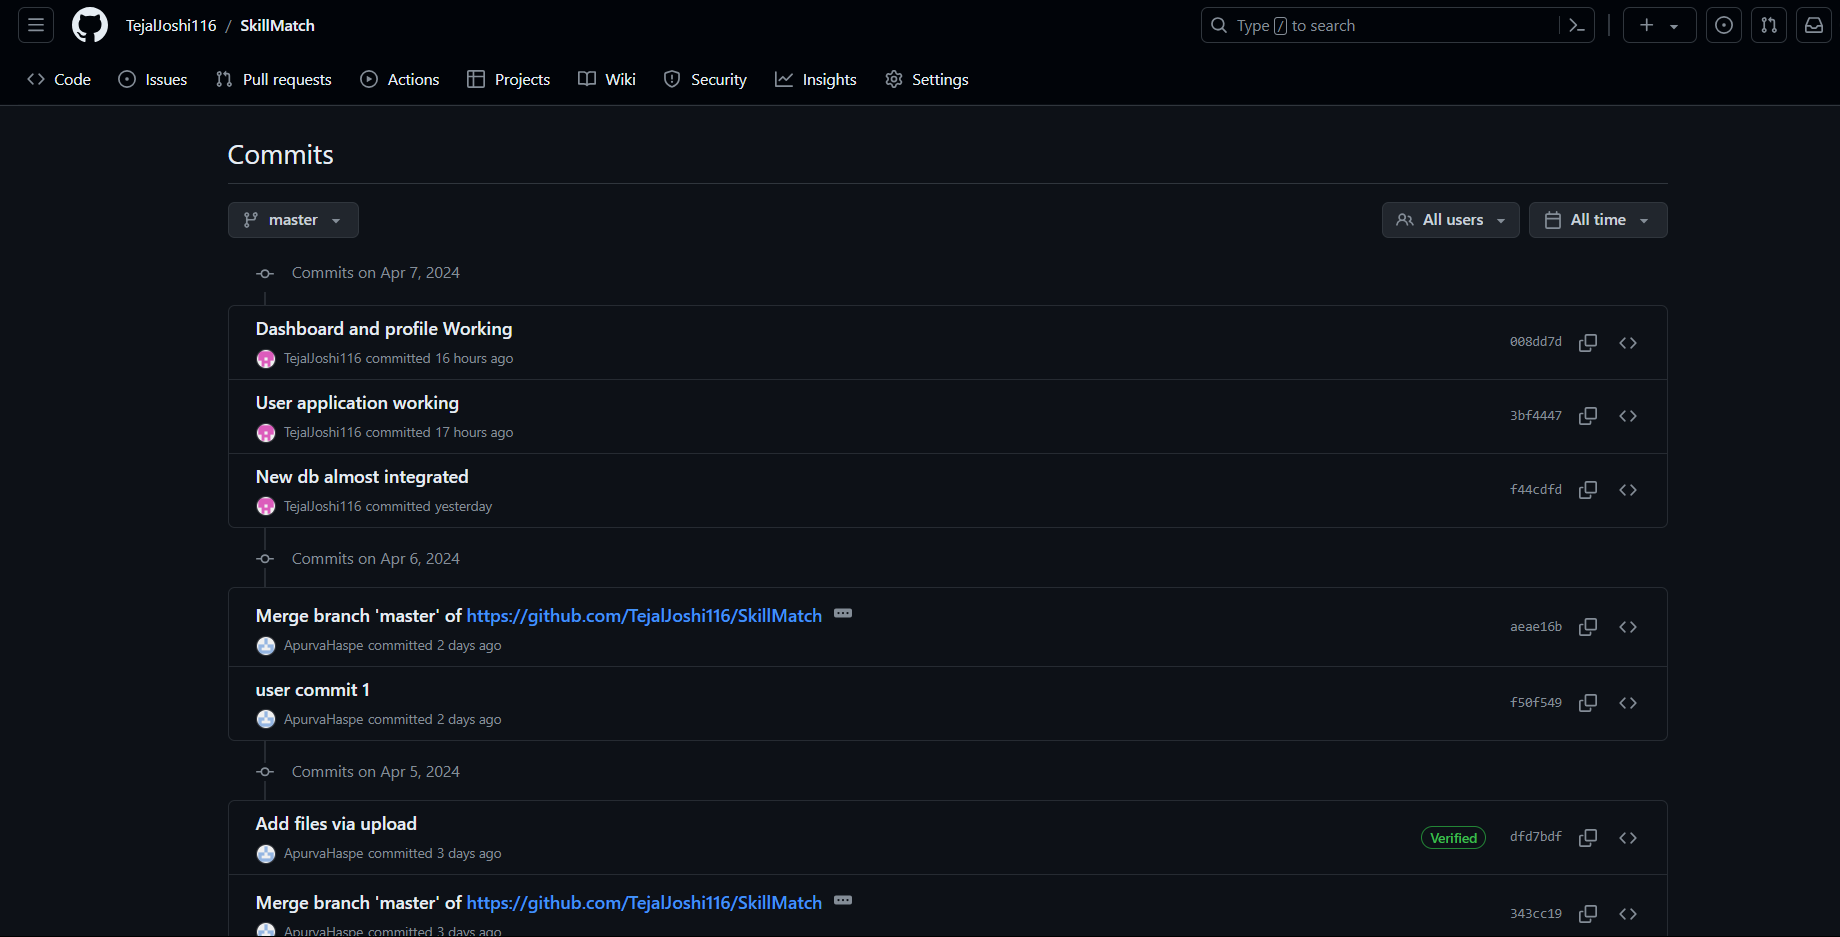 TejalJoshi116 / SkillMatch
Type / to search
Code Issues Pull requests Actions Projects Wiki Security Insights Settings
Commits
master All users All time
Commits on Apr 7, 2024
Dashboard and profile Working
TejalJoshi116 committed 16 hours ago
008dd7d
User application working
TejalJoshi116 committed 17 hours ago
3bf4447
New db almost integrated
TejalJoshi116 committed yesterday
f44cdfd
Commits on Apr 6, 2024
Merge branch 'master' of https://github.com/TejalJoshi116/SkillMatch
ApurvaHaspe committed 2 days ago
aeae16b
user commit 1
ApurvaHaspe committed 2 days ago
f50f549
Commits on Apr 5, 2024
Add files via upload
ApurvaHaspe committed 3 days ago
Verified dfd7bdf
Merge branch 'master' of https://github.com/TejalJoshi116/SkillMatch
ApurvaHaspe committed 3 days ago
343cc19